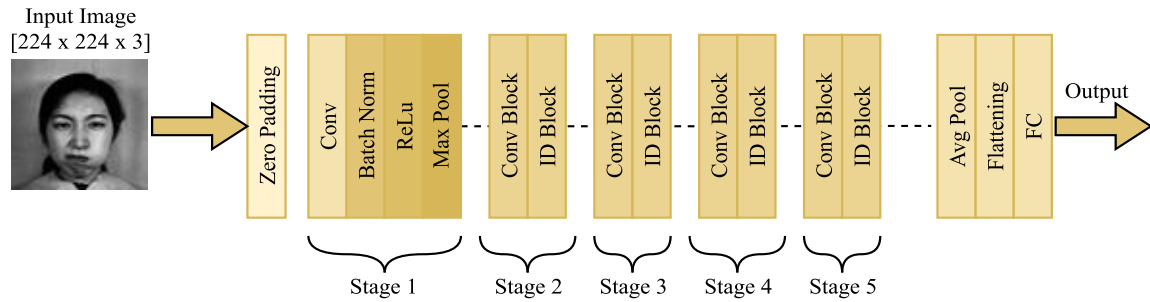 Input Image
[224 x 224 x 3]
Zero Padding
Conv
Batch Norm
ReLu
Max Pool
Conv Block
ID Block
Conv Block
ID Block
Conv Block
ID Block
Conv Block
ID Block
Avg Pool
Flattening
FC
Output
Stage 1
Stage 2
Stage 3
Stage 4
Stage 5